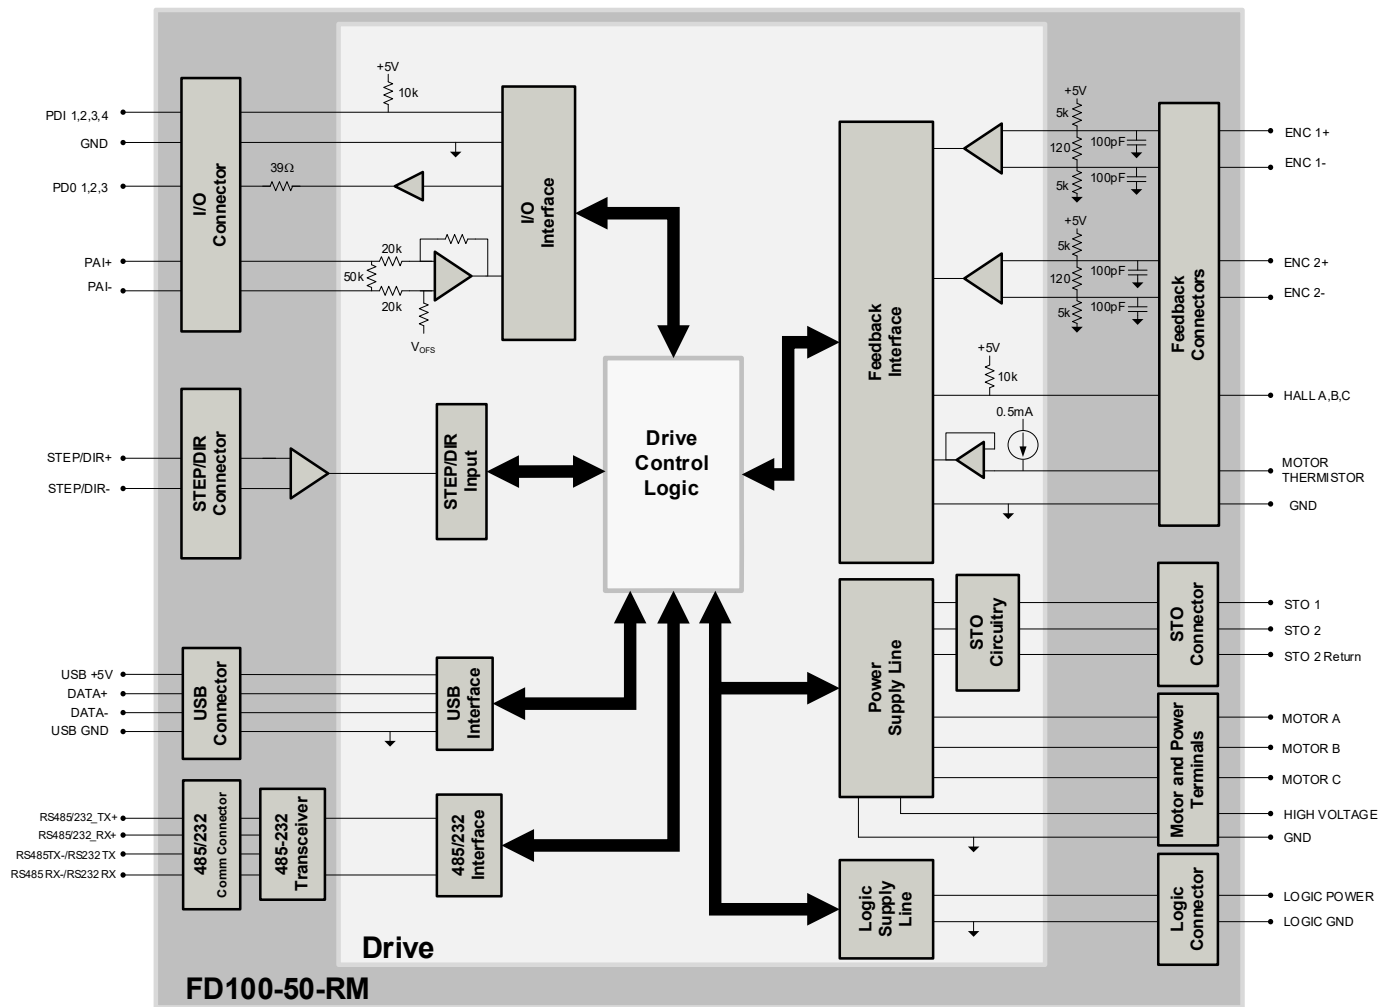 +5V
10k
PDI 1,2,3,4
GND
PD0 1,2,3
39Ω
PAI+
PAI-
20k
50k
20k
VOFS
I/O
Connector
I/O
Interface
STEP/DIR+
STEP/DIR-
STEP/DIR
Connector
STEP/DIR
Input
Drive
Control
Logic
USB +5V
DATA+
DATA-
USB GND
USB
Connector
USB
Interface
RS485/232_TX+
RS485/232_RX+
RS485TX-/RS232 TX
RS485 RX-/RS232 RX
485/232
Comm Connector
485-232
Transceiver
485/232
Interface
Feedback
Interface
+5V
5k
120
5k
100pF
100pF
ENC 1+
ENC 1-
+5V
5k
120
5k
100pF
100pF
ENC 2+
ENC 2-
+5V
10k
HALL A,B,C
0.5mA
MOTOR
THERMISTOR
GND
Feedback
Connectors
Power
Supply Line
STO
Circuitry
STO
Connector
STO 1
STO 2
STO 2 Return
Motor and Power
Terminals
MOTOR A
MOTOR B
MOTOR C
HIGH VOLTAGE
GND
Logic
Supply
Line
Logic
Connector
LOGIC POWER
LOGIC GND
Drive
FD100-50-RM